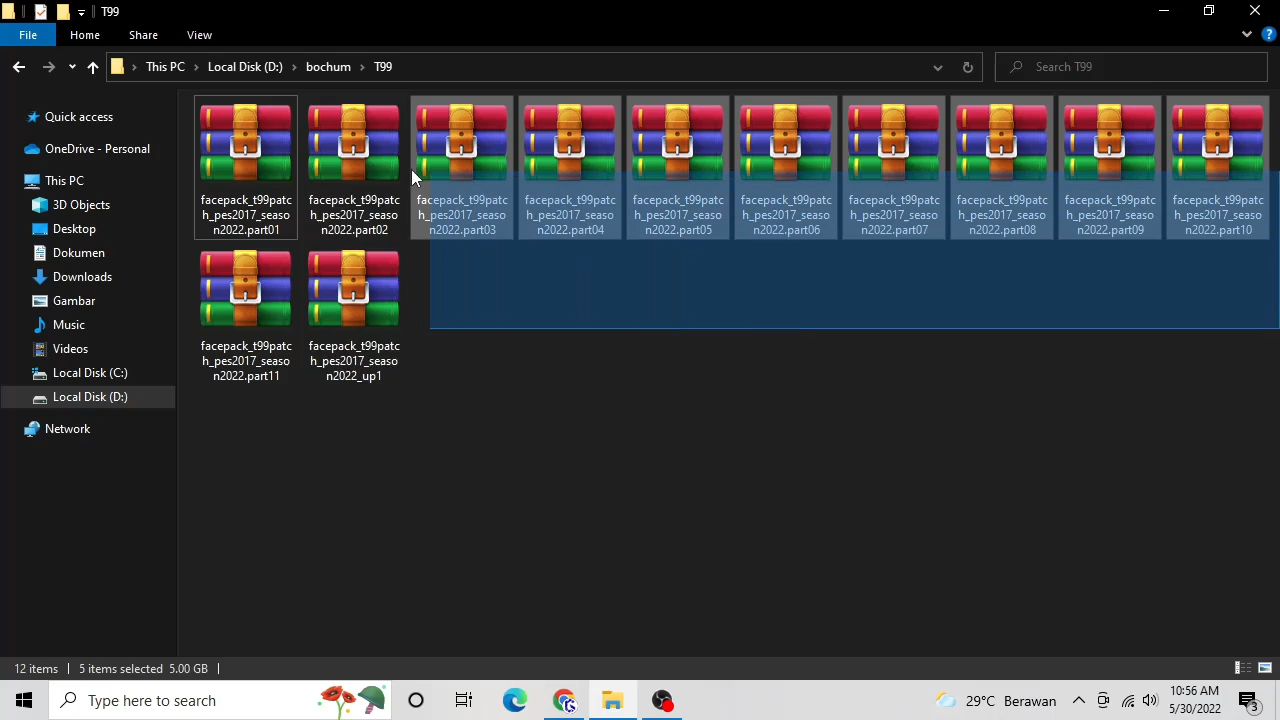 T99
File Home Share View
This PC Local Disk (D:) bochum T99
Search T99
Quick access
OneDrive - Personal
This PC
3D Objects
Desktop
Dokumen
Downloads
Gambar
Music
Videos
Local Disk (C:)
Local Disk (D:)
Network
facepack_t99patc
h_pes2017_seaso
n2022.part01
facepack_t99patc
h_pes2017_seaso
n2022.part02
facepack_t99patc
h_pes2017_seaso
n2022.part03
facepack_t99patc
h_pes2017_seaso
n2022.part04
facepack_t99patc
h_pes2017_seaso
n2022.part05
facepack_t99patc
h_pes2017_seaso
n2022.part06
facepack_t99patc
h_pes2017_seaso
n2022.part07
facepack_t99patc
h_pes2017_seaso
n2022.part08
facepack_t99patc
h_pes2017_seaso
n2022.part09
facepack_t99patc
h_pes2017_seaso
n2022.part10
facepack_t99patc
h_pes2017_seaso
n2022.part11
facepack_t99patc
h_pes2017_seaso
n2022_up1
12 items 5 items selected 5.00 GB
Type here to search
29°C Berawan
10:56 AM
5/30/2022
3